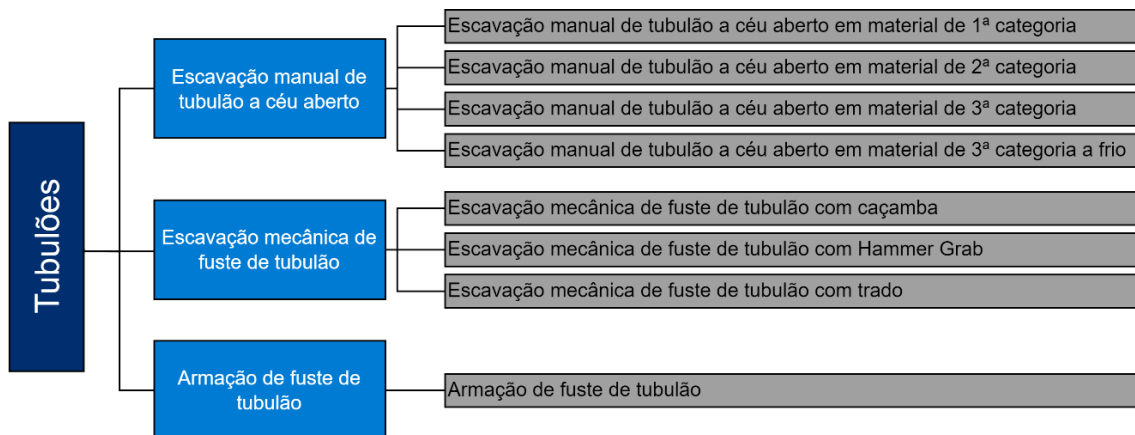 Tubulões
Escavação manual de
tubulão a céu aberto
Escavação manual de tubulão a céu aberto em material de 1ª categoria
Escavação manual de tubulão a céu aberto em material de 2ª categoria
Escavação manual de tubulão a céu aberto em material de 3ª categoria
Escavação manual de tubulão a céu aberto em material de 3ª categoria a frio
Escavação mecânica de
fuste de tubulão
Escavação mecânica de fuste de tubulão com caçamba
Escavação mecânica de fuste de tubulão com Hammer Grab
Escavação mecânica de fuste de tubulão com trado
Armação de fuste de
tubulão
Armação de fuste de tubulão